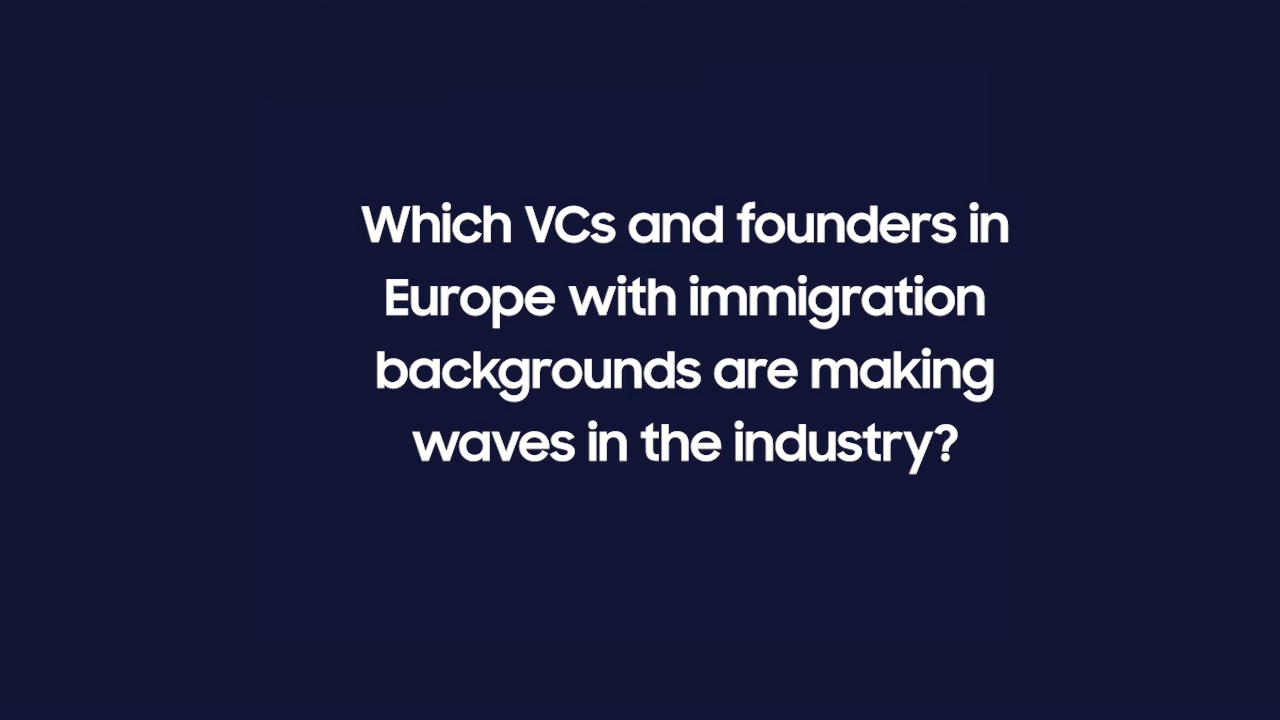 Which VCs and founders in
Europe with immigration
backgrounds are making
waves in the industry?